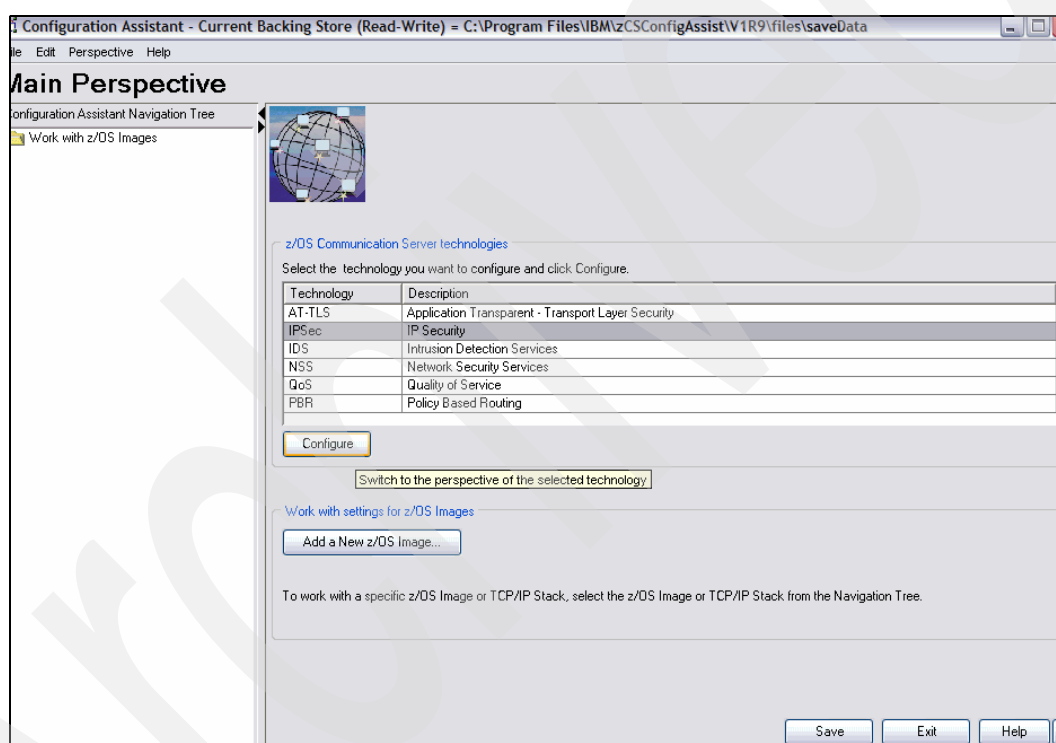 Configuration Assistant - Current Backing Store (Read-Write) = C:\Program Files\IBM\zCSConfigAssist\V1R9\files\saveData
ile Edit Perspective Help
Main Perspective
onfiguration Assistant Navigation Tree
Work with z/OS Images
z/OS Communication Server technologies
Select the technology you want to configure and click Configure.
Technology Description
AT-TLS Application Transparent - Transport Layer Security
IPSec IP Security
IDS Intrusion Detection Services
NSS Network Security Services
QoS Quality of Service
PBR Policy Based Routing
Configure
Switch to the perspective of the selected technology
Work with settings for z/OS Images
Add a New z/OS Image...
To work with a specific z/OS Image or TCP/IP Stack, select the z/OS Image or TCP/IP Stack from the Navigation Tree.
Save Exit Help